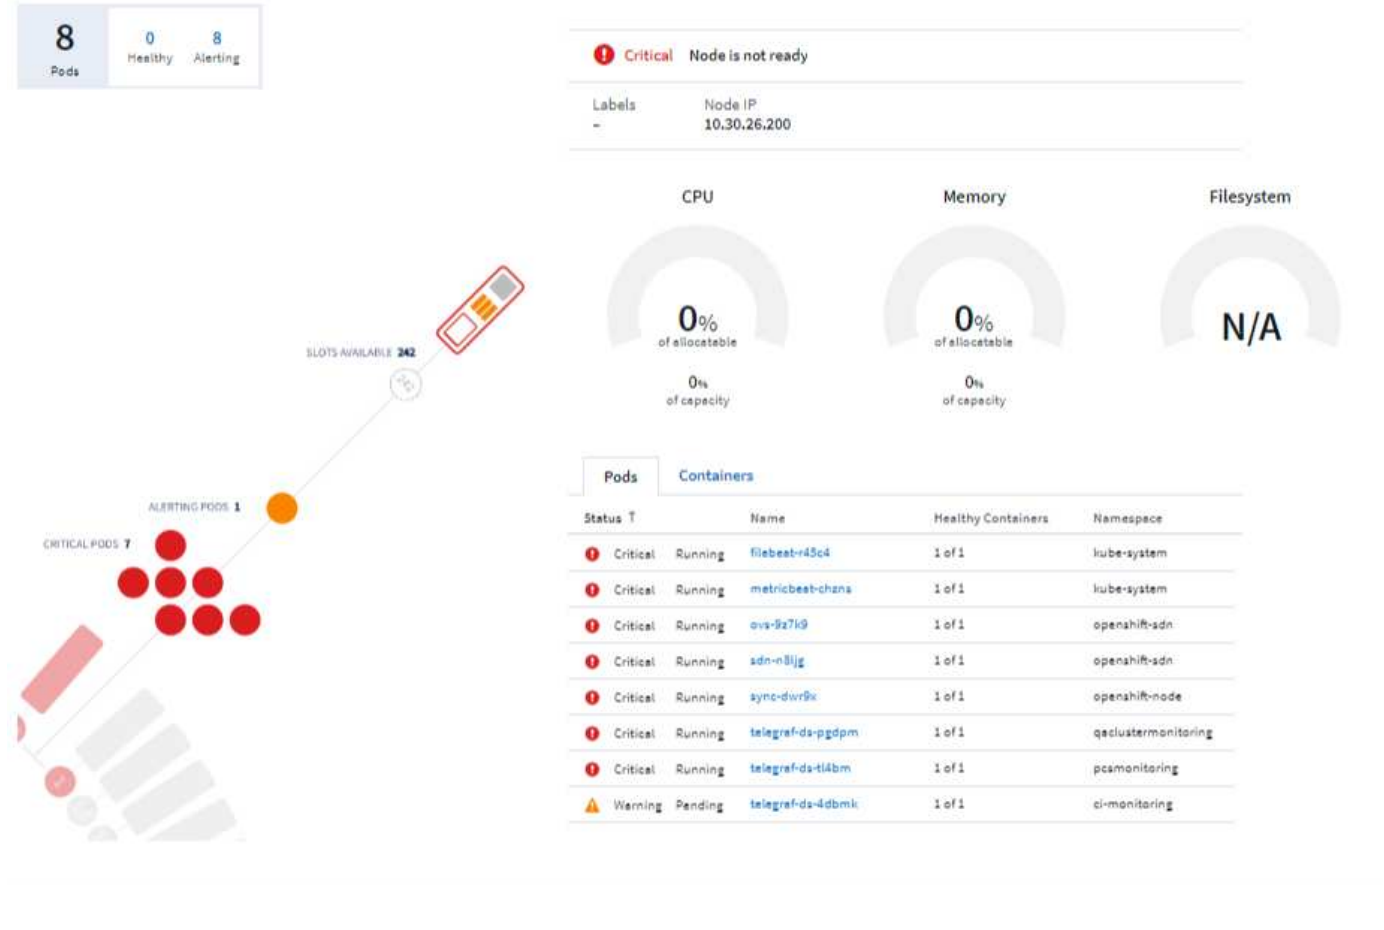 8
Pods
0
Healthy
8
Alerting
Critical Node is not ready
Labels
-
Node IP
10.30.26.200
CPU
0%
of allocatable
0%
of capacity
Memory
0%
of allocatable
0%
of capacity
Filesystem
N/A
SLOTS AVAILABLE 242
242
ALERTING PODS 1
CRITICAL PODS 7
Pods Containers
Status ↑ Name Healthy Containers Namespace
Critical Running filebeat-r45c4 1 of 1 kube-system
Critical Running metricbeat-chzns 1 of 1 kube-system
Critical Running ovs-9z7k9 1 of 1 openshift-sdn
Critical Running sdn-n8ljg 1 of 1 openshift-sdn
Critical Running sync-dwr9x 1 of 1 openshift-node
Critical Running telegraf-ds-pgdpm 1 of 1 qaclustermonitoring
Critical Running telegraf-ds-tl4bm 1 of 1 pcsmonitoring
Warning Pending telegraf-ds-4dbmk 1 of 1 ci-monitoring